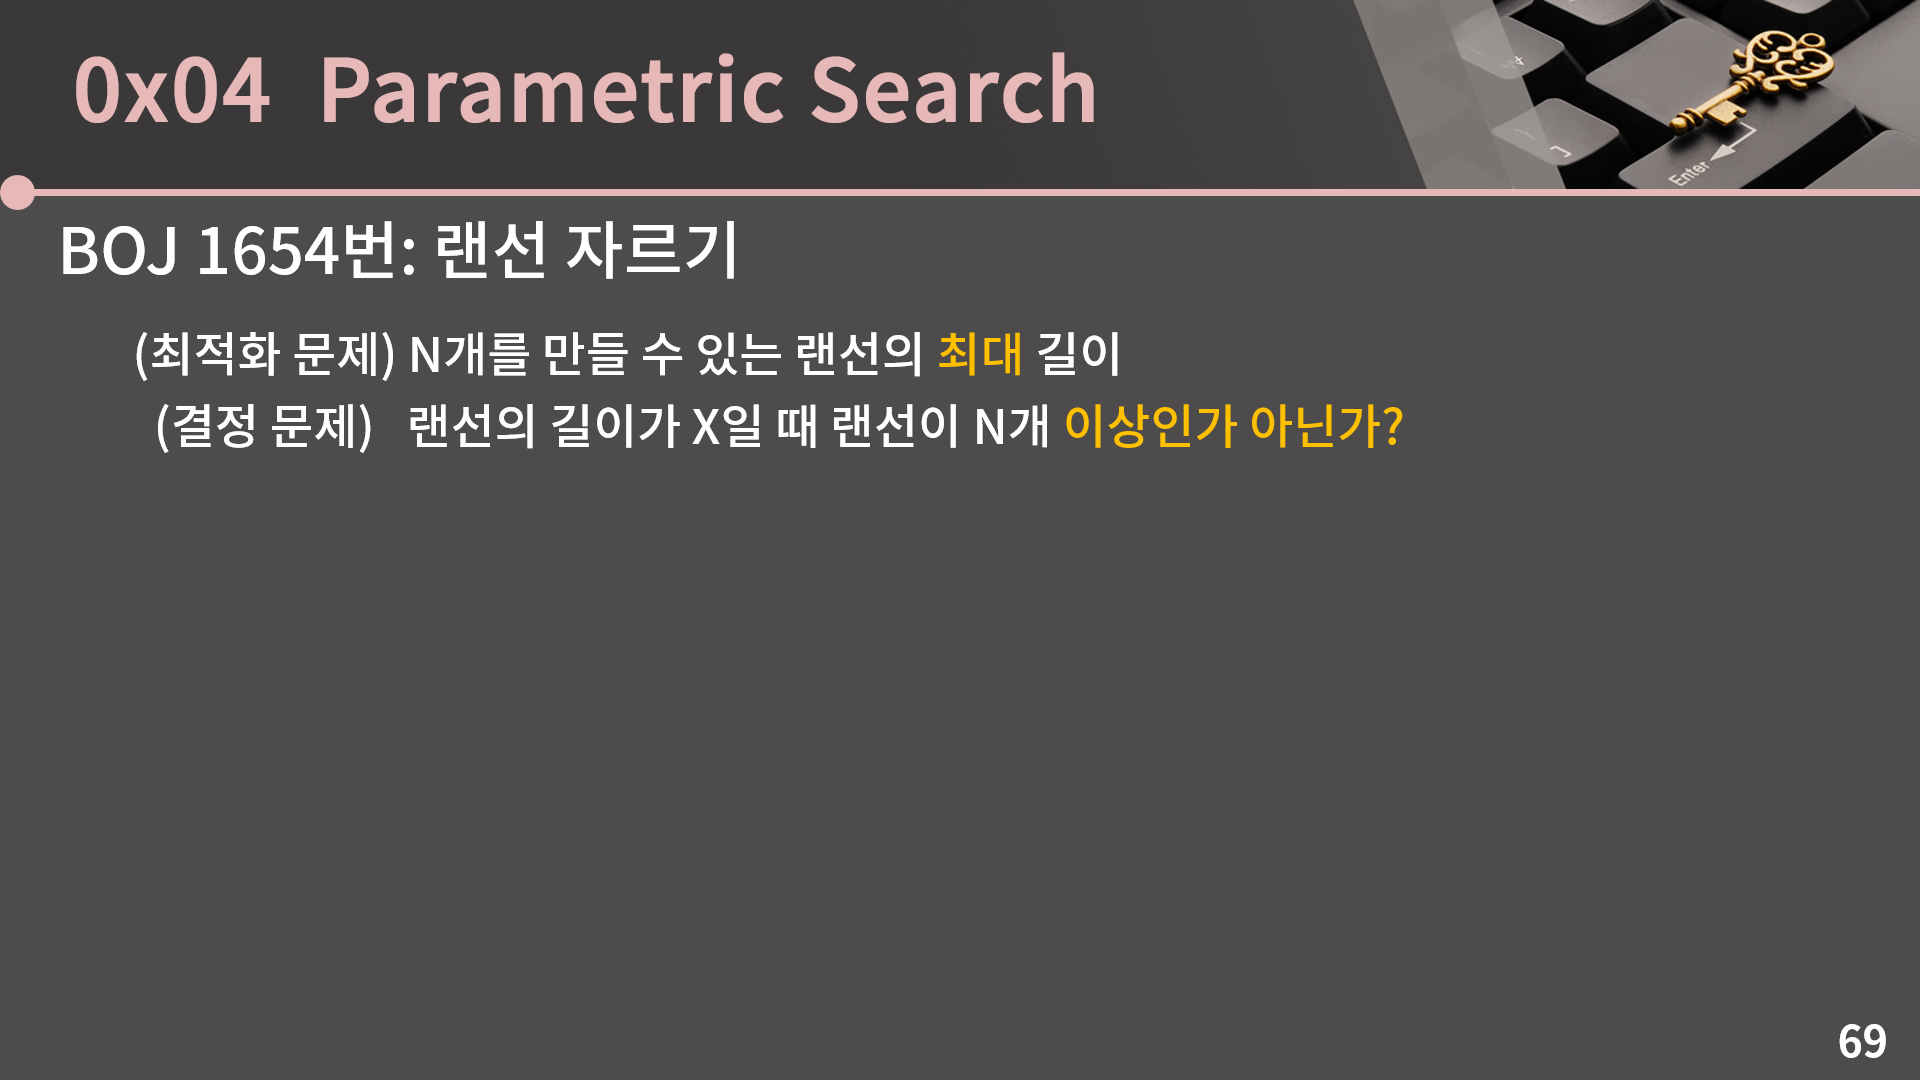 0x04 Parametric Search
BOJ 1654번: 랜선 자르기
(최적화 문제) N개를 만들 수 있는 랜선의 최대 길이
(결정 문제) 랜선의 길이가 X일 때 랜선이 N개 이상인가 아닌가?
Enter
69